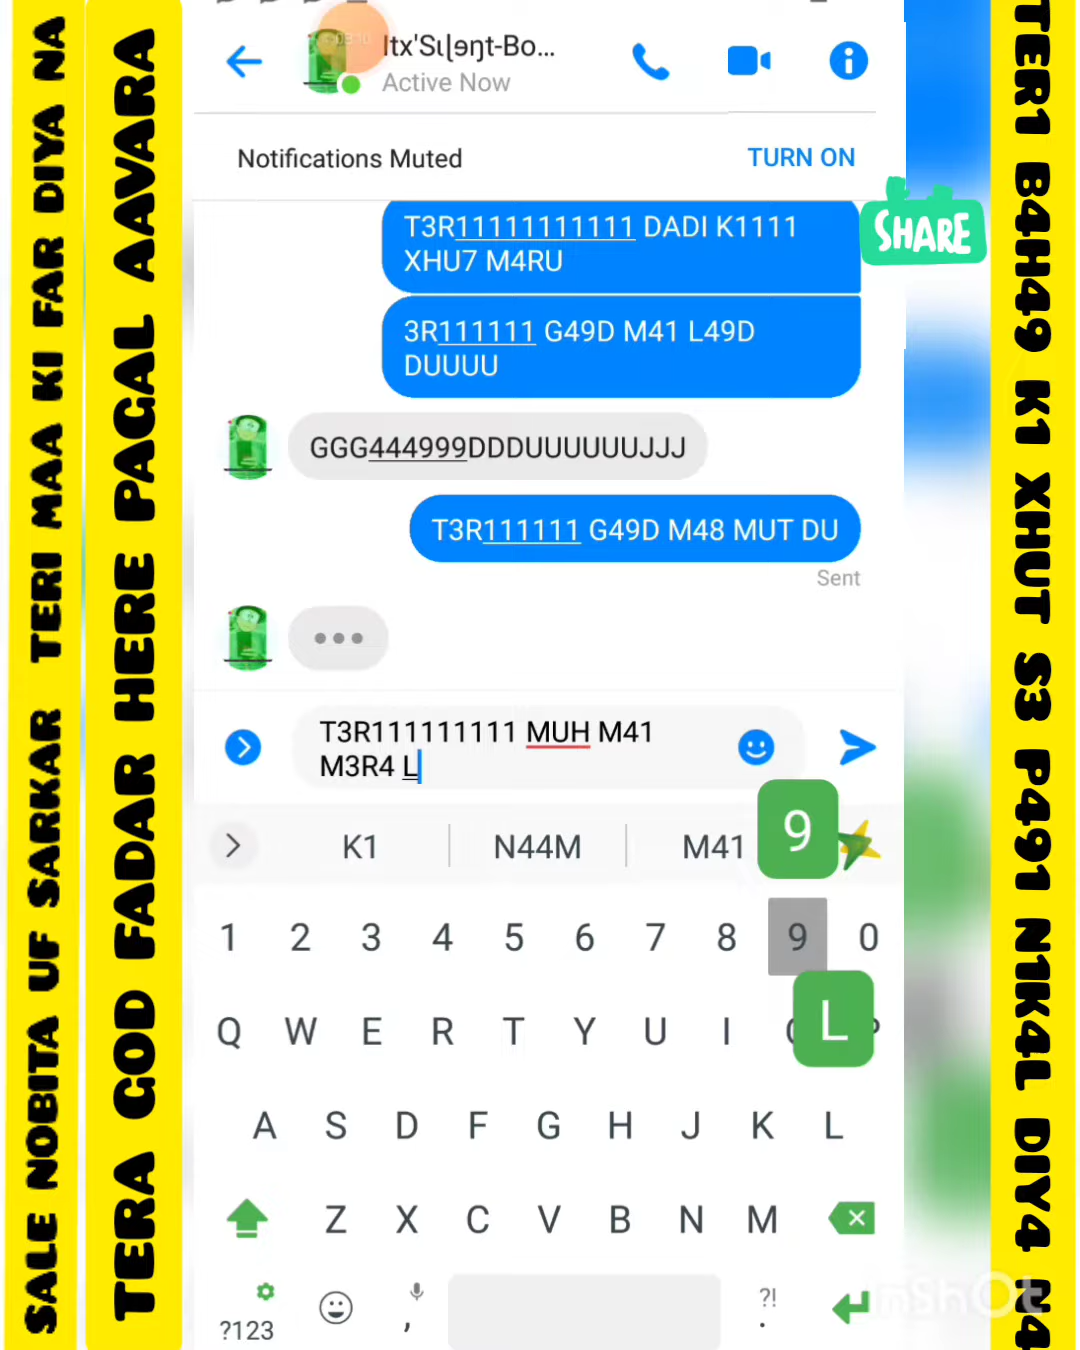 SALE NOBITA UF SARKAR TERI MAA KI FAR DIYA NA
TERA GOD FADAR HERE PAGAL AAVARA
Active Now
Notifications Muted
TURN ON
SHARE
T3R11111111111 DADI K1111
XHU7 M4RU
3R111111 G49D M41 L49D
DUUUU
GGG444999DDDUUUUUUJJJ
T3R111111 G49D M48 MUT DU
Sent
T3R111111111 MUH M41
M3R4 L
K1 N44M M41
9
1 2 3 4 5 6 7 8 9 0
Q W E R T Y U I
L
A S D F G H J K L
Z X C V B N M
?123 , ?! .
InShOt
TER1 B4H49 K1 XHUT S3 P491 N1K4L DIY4 N4